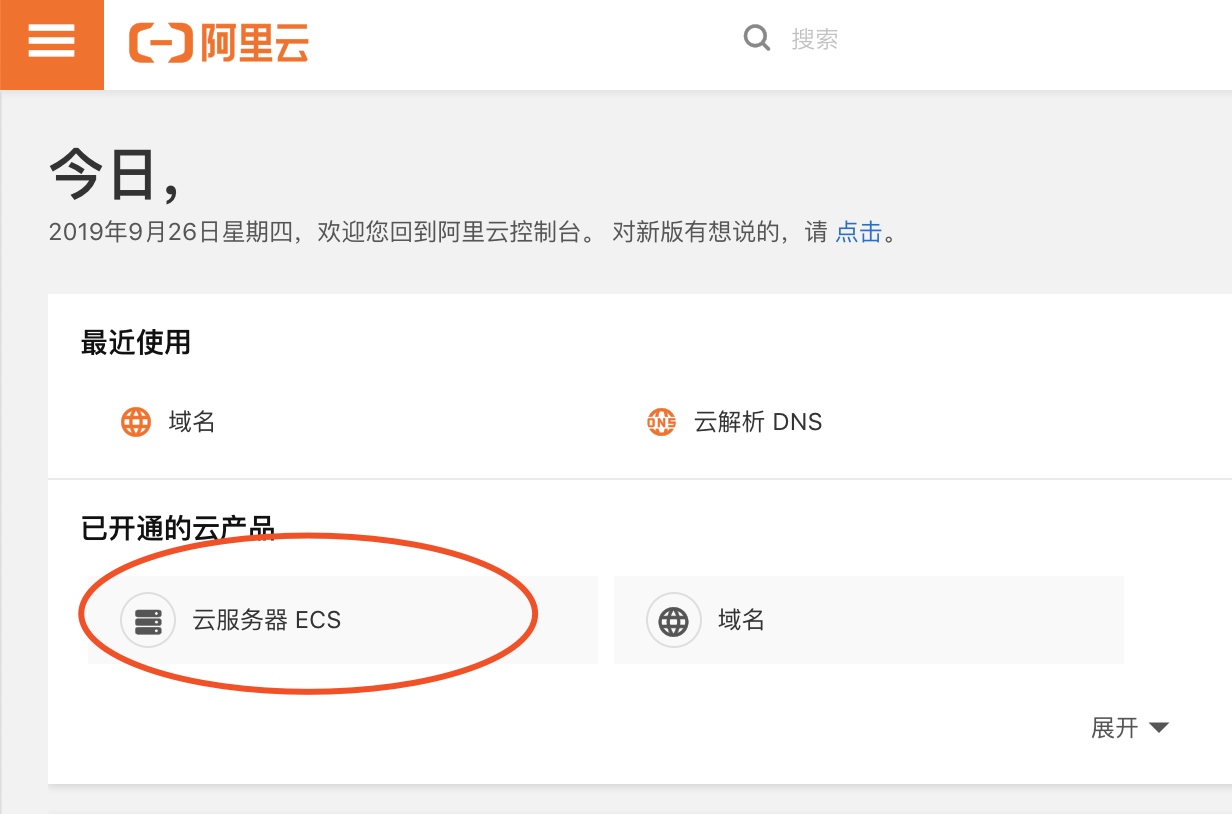 阿里云
搜索
今日，
2019年9月26日星期四，欢迎您回到阿里云控制台。 对新版有想说的，请 点击。
最近使用
域名
DNS 云解析 DNS
已开通的云产品
云服务器 ECS
域名
展开